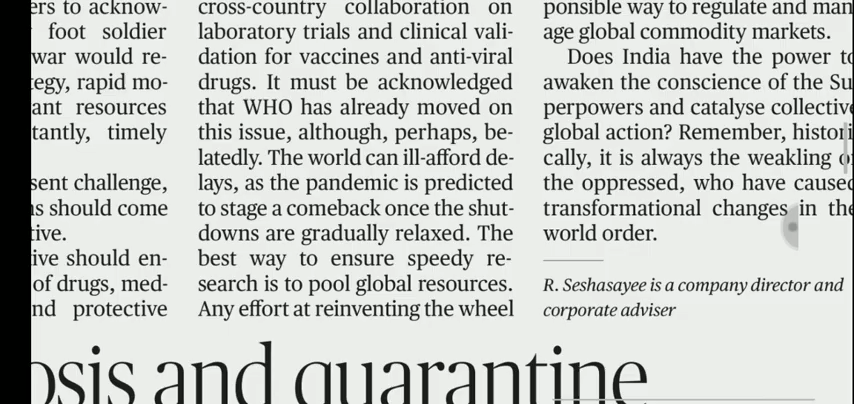 ers to acknow-
foot soldier
war would re-
tegy, rapid mo-
ant resources
tantly, timely
sent challenge,
s should come
tive.
ive should en-
of drugs, med-
nd protective
cross-country collaboration on
laboratory trials and clinical vali-
dation for vaccines and anti-viral
drugs. It must be acknowledged
that WHO has already moved on
this issue, although, perhaps, be-
latedly. The world can ill-afford de-
lays, as the pandemic is predicted
to stage a comeback once the shut-
downs are gradually relaxed. The
best way to ensure speedy re-
search is to pool global resources.
Any effort at reinventing the wheel
ponsible way to regulate and man
age global commodity markets.
Does India have the power to
awaken the conscience of the Su
perpowers and catalyse collective
global action? Remember, histori
cally, it is always the weakling or
the oppressed, who have caused
transformational changes in the
world order.
R. Seshasayee is a company director and
corporate adviser
osis and quarantine